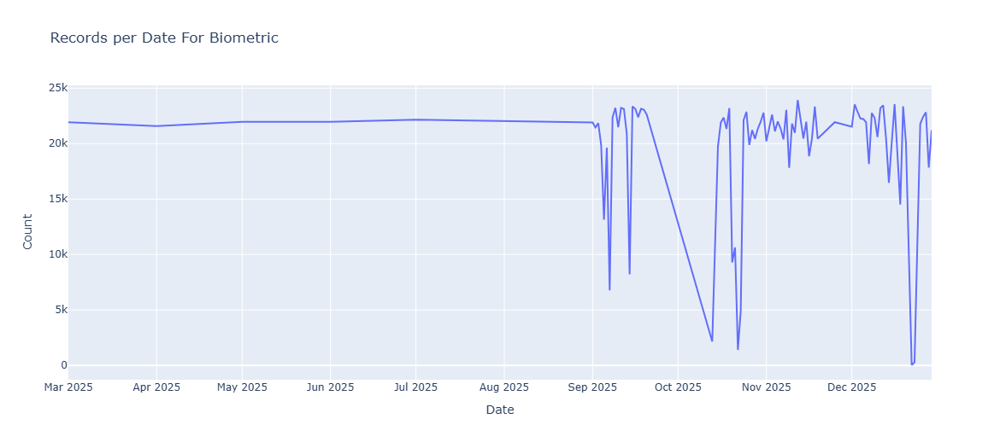 Records per Date For Biometric
25k
20k
15k
10k
5k
0
Count
Mar 2025 Apr 2025 May 2025 Jun 2025 Jul 2025 Aug 2025 Sep 2025 Oct 2025 Nov 2025 Dec 2025
Date